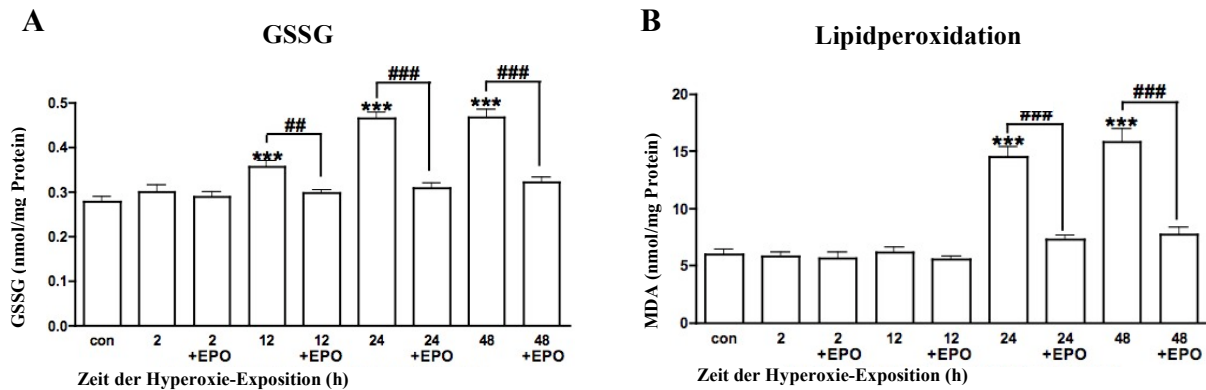 A
GSSG
GSSG (nmol/mg Protein)
0.5
0.4
0.3
0.2
0.1
0.0
*** ## *** ### *** ###
con 2 2 12 12 24 24 48 48
+EPO +EPO +EPO +EPO
Zeit der Hyperoxie-Exposition (h)
B
Lipidperoxidation
MDA (nmol/mg Protein)
20
15
10
5
0
*** ### *** ###
con 2 2 12 12 24 24 48 48
+EPO +EPO +EPO +EPO
Zeit der Hyperoxie-Exposition (h)